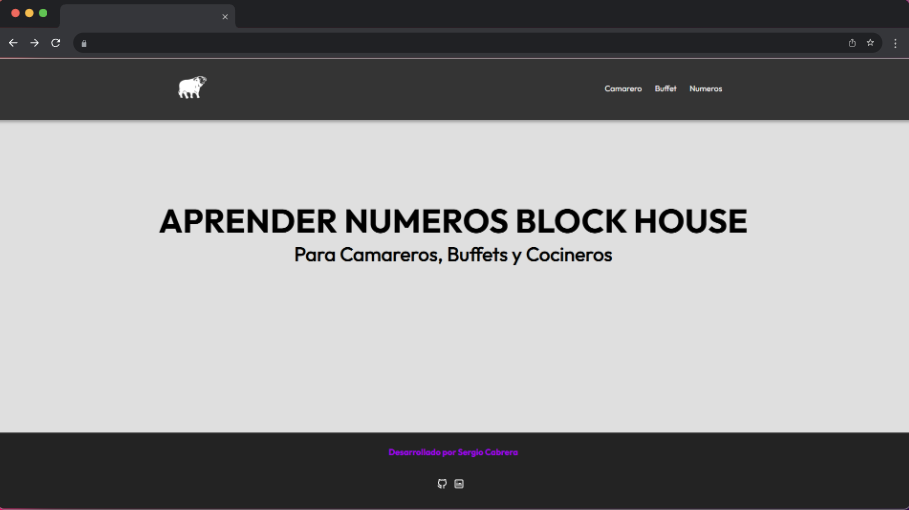 Camarero Buffet Numeros
APRENDER NUMEROS BLOCK HOUSE
Para Camareros, Buffets y Cocineros
Desarrollado por Sergio Cabrera